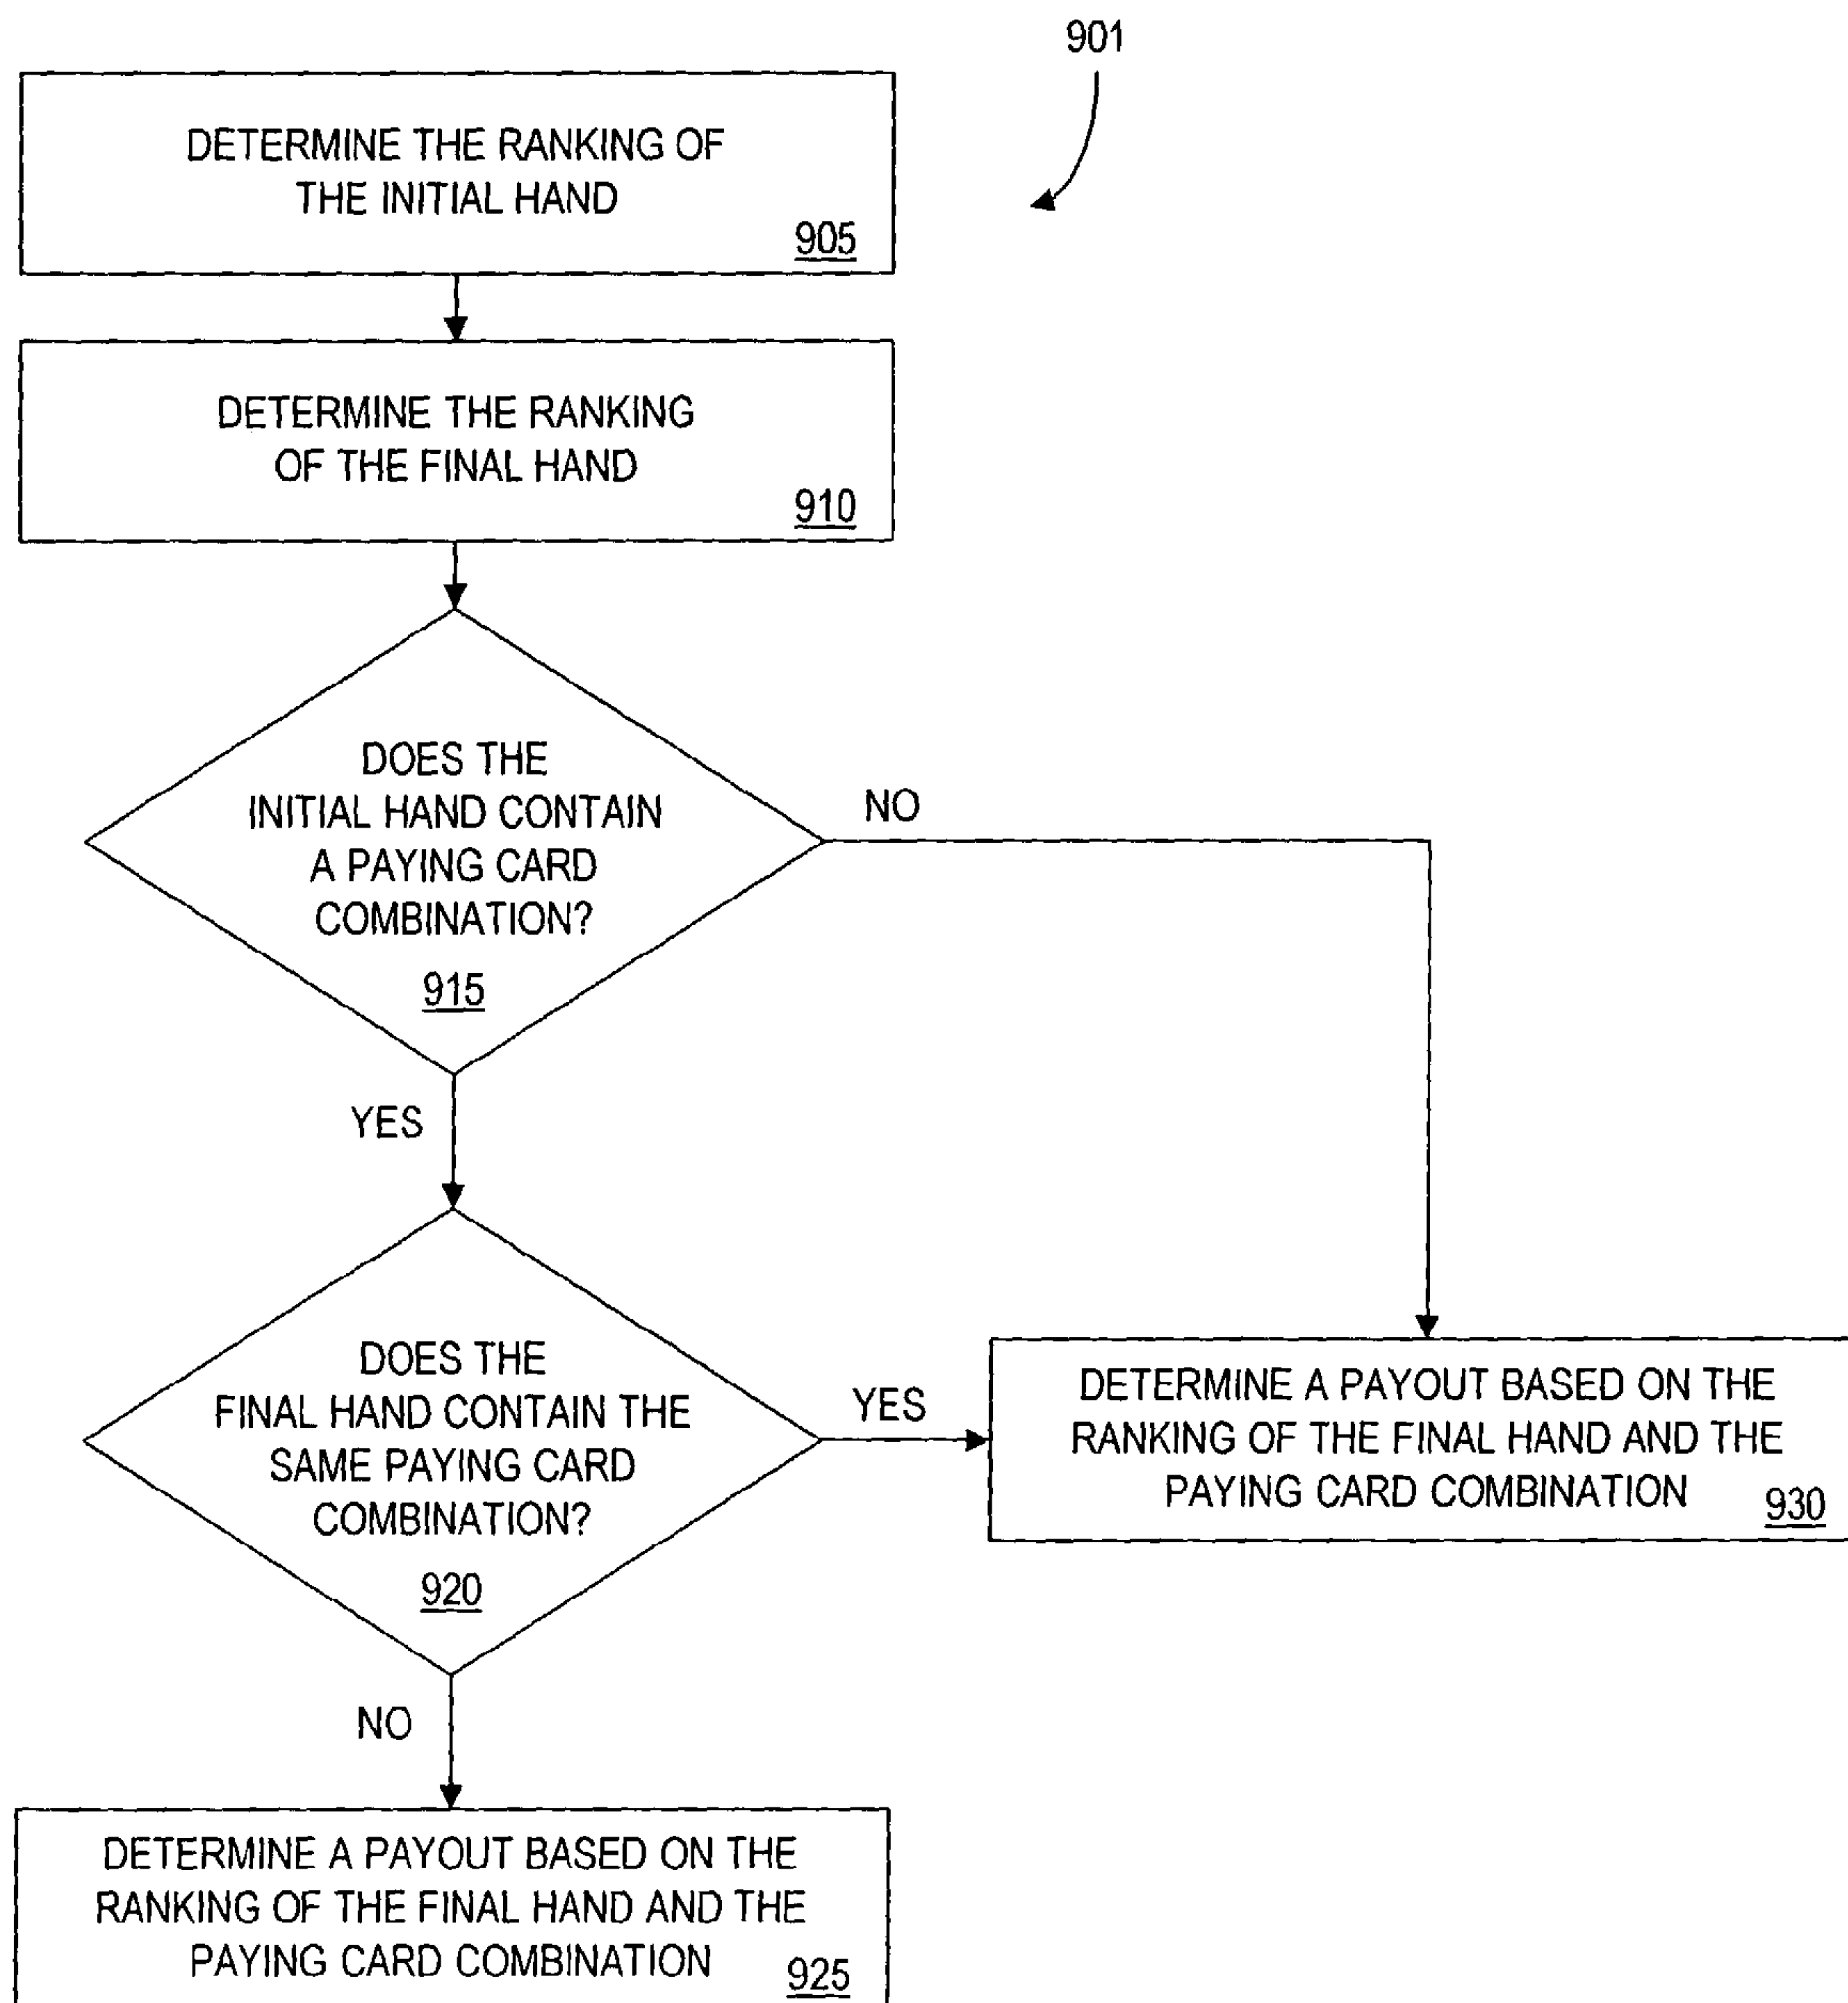 901
DETERMINE THE RANKING OF
THE INITIAL HAND
905
DETERMINE THE RANKING
OF THE FINAL HAND
910
DOES THE
INITIAL HAND CONTAIN
A PAYING CARD
COMBINATION?
915
NO
YES
DOES THE
FINAL HAND CONTAIN THE
SAME PAYING CARD
COMBINATION?
920
YES
DETERMINE A PAYOUT BASED ON THE
RANKING OF THE FINAL HAND AND THE
PAYING CARD COMBINATION
930
NO
DETERMINE A PAYOUT BASED ON THE
RANKING OF THE FINAL HAND AND THE
PAYING CARD COMBINATION
925